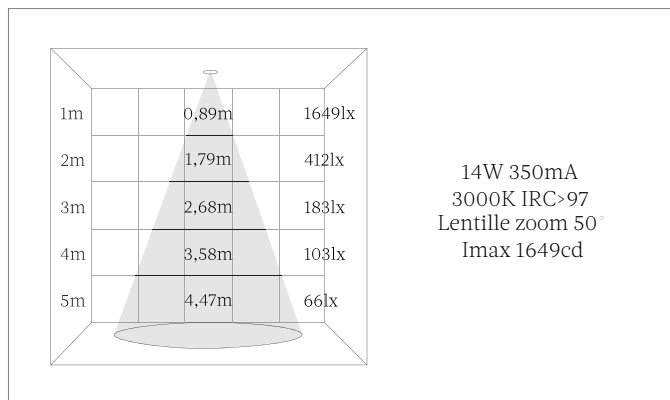 1m 0,89m 1649lx
2m 1,79m 412lx
3m 2,68m 183lx
4m 3,58m 103lx
5m 4,47m 66lx
14W 350mA
3000K IRC>97
Lentille zoom 50°
Imax 1649cd